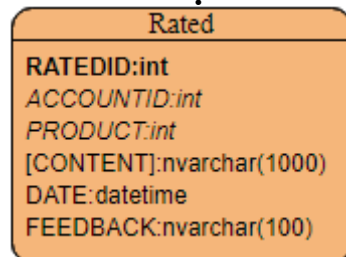 Rated
RATEDID:int
ACCOUNTID:int
PRODUCT:int
[CONTENT]:nvarchar(1000)
DATE:datetime
FEEDBACK:nvarchar(100)